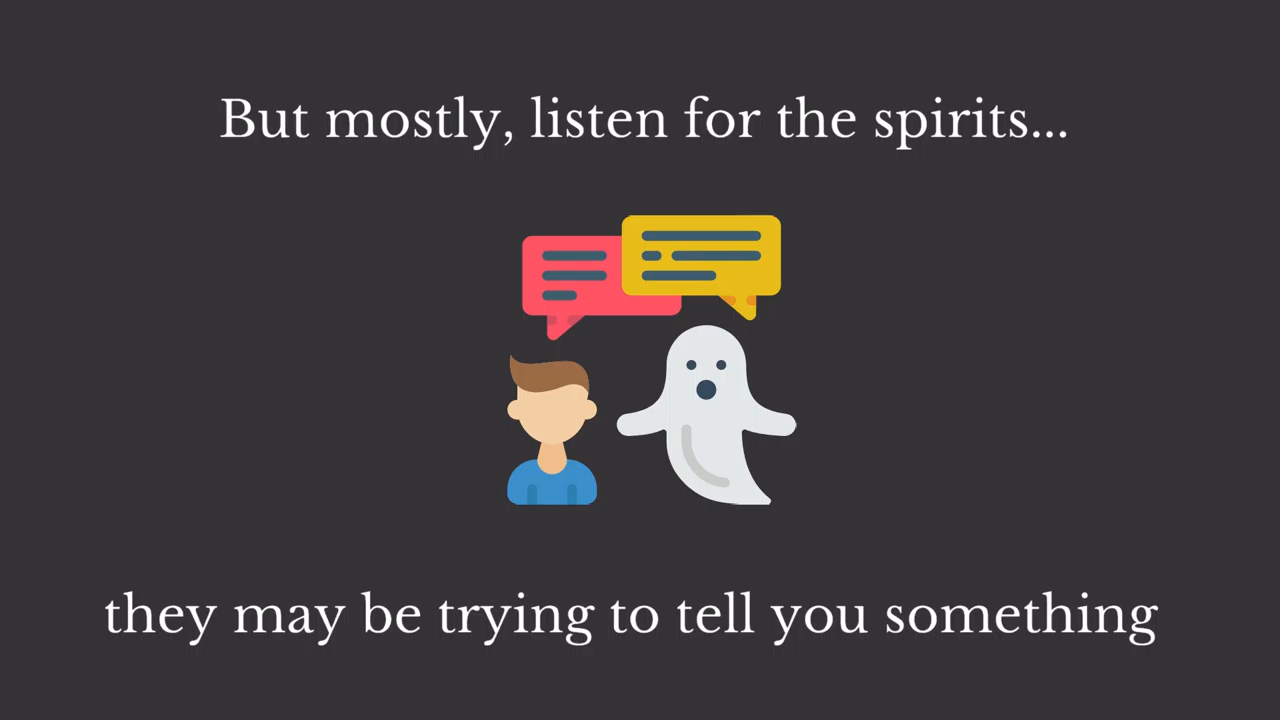 But mostly, listen for the spirits...
they may be trying to tell you something